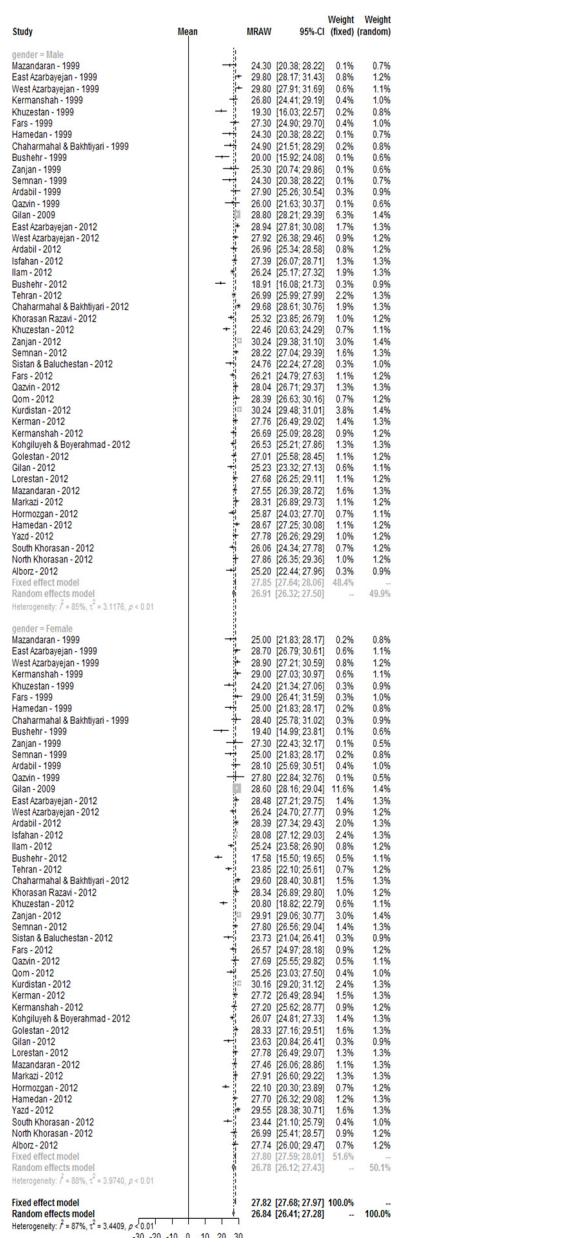 Weight Weight
Study Mean MRAW 95%-CI (fixed) (random)
gender = Male
Mazandaran - 1999 24.30 [20.38; 28.22] 0.1% 0.7%
East Azarbayejan - 1999 29.80 [28.17; 31.43] 0.8% 1.2%
West Azarbayejan - 1999 29.80 [27.91; 31.69] 0.6% 1.1%
Kermanshah - 1999 26.80 [24.41; 29.19] 0.4% 1.0%
Khuzestan - 1999 19.30 [16.03; 22.57] 0.2% 0.8%
Fars - 1999 27.30 [24.90; 29.70] 0.4% 1.0%
Hamedan - 1999 24.30 [20.38; 28.22] 0.1% 0.7%
Chaharmahal & Bakhtiyari - 1999 24.90 [21.51; 28.29] 0.2% 0.8%
Bushehr - 1999 20.00 [15.92; 24.08] 0.1% 0.6%
Zanjan - 1999 25.30 [20.74; 29.86] 0.1% 0.6%
Semnan - 1999 24.30 [20.38; 28.22] 0.1% 0.7%
Ardabil - 1999 27.90 [25.26; 30.54] 0.3% 0.9%
Qazvin - 1999 26.00 [21.63; 30.37] 0.1% 0.6%
Gilan - 2009 28.80 [28.21; 29.39] 6.3% 1.4%
East Azarbayejan - 2012 28.94 [27.81; 30.08] 1.7% 1.3%
West Azarbayejan - 2012 27.92 [26.38; 29.46] 0.9% 1.2%
Ardabil - 2012 26.96 [25.34; 28.58] 0.8% 1.2%
Isfahan - 2012 27.39 [26.07; 28.71] 1.3% 1.3%
Ilam - 2012 26.24 [25.17; 27.32] 1.9% 1.3%
Bushehr - 2012 18.91 [16.08; 21.73] 0.3% 0.9%
Tehran - 2012 26.99 [25.99; 27.99] 2.2% 1.3%
Chaharmahal & Bakhtiyari - 2012 29.68 [28.61; 30.76] 1.9% 1.3%
Khorasan Razavi - 2012 25.32 [23.85; 26.79] 1.0% 1.2%
Khuzestan - 2012 22.46 [20.63; 24.29] 0.7% 1.1%
Zanjan - 2012 30.24 [29.38; 31.10] 3.0% 1.4%
Semnan - 2012 28.22 [27.04; 29.39] 1.6% 1.3%
Sistan & Baluchestan - 2012 24.76 [22.24; 27.28] 0.3% 1.0%
Fars - 2012 26.21 [24.79; 27.63] 1.1% 1.2%
Qazvin - 2012 28.04 [26.71; 29.37] 1.3% 1.3%
Qom - 2012 28.39 [26.63; 30.16] 0.7% 1.2%
Kurdistan - 2012 30.24 [29.48; 31.01] 3.8% 1.4%
Kerman - 2012 27.76 [26.49; 29.02] 1.4% 1.3%
Kermanshah - 2012 26.69 [25.09; 28.28] 0.9% 1.2%
Kohgiluyeh & Boyerahmad - 2012 26.53 [25.21; 27.86] 1.3% 1.3%
Golestan - 2012 27.01 [25.58; 28.45] 1.1% 1.2%
Gilan - 2012 25.23 [23.32; 27.13] 0.6% 1.1%
Lorestan - 2012 27.68 [26.25; 29.11] 1.1% 1.2%
Mazandaran - 2012 27.55 [26.39; 28.72] 1.6% 1.3%
Markazi - 2012 28.31 [26.89; 29.73] 1.1% 1.2%
Hormozgan - 2012 25.87 [24.03; 27.70] 0.7% 1.1%
Hamedan - 2012 28.67 [27.25; 30.08] 1.1% 1.2%
Yazd - 2012 27.78 [26.26; 29.29] 1.0% 1.2%
South Khorasan - 2012 26.06 [24.34; 27.78] 0.8% 1.2%
North Khorasan - 2012 27.86 [26.35; 29.36] 1.0% 1.2%
Alborz - 2012 25.20 [22.44; 27.96] 0.3% 0.9%
Fixed effect model 27.85 [27.64; 28.06] 48.4% --
Random effects model 26.91 [26.32; 27.50] -- 49.9%
Heterogeneity: I² = 85%, τ² = 3.1176, p < 0.01
gender = Female
Mazandaran - 1999 25.00 [21.83; 28.17] 0.2% 0.8%
East Azarbayejan - 1999 28.70 [26.79; 30.61] 0.6% 1.1%
West Azarbayejan - 1999 28.90 [27.21; 30.59] 0.8% 1.2%
Kermanshah - 1999 29.00 [27.03; 30.97] 0.6% 1.1%
Khuzestan - 1999 24.20 [21.34; 27.06] 0.3% 0.9%
Fars - 1999 29.00 [26.41; 31.59] 0.3% 1.0%
Hamedan - 1999 25.00 [21.83; 28.17] 0.2% 0.8%
Chaharmahal & Bakhtiyari - 1999 28.40 [25.78; 31.02] 0.3% 0.9%
Bushehr - 1999 19.40 [14.99; 23.81] 0.1% 0.6%
Zanjan - 1999 27.30 [22.43; 32.17] 0.1% 0.5%
Semnan - 1999 25.00 [21.83; 28.17] 0.2% 0.8%
Ardabil - 1999 28.10 [25.69; 30.51] 0.4% 1.0%
Qazvin - 1999 27.80 [22.84; 32.76] 0.1% 0.5%
Gilan - 2009 28.60 [28.16; 29.04] 11.6% 1.4%
East Azarbayejan - 2012 28.48 [27.21; 29.75] 1.4% 1.3%
West Azarbayejan - 2012 26.24 [24.70; 27.77] 0.9% 1.2%
Ardabil - 2012 28.39 [27.34; 29.43] 2.0% 1.3%
Isfahan - 2012 28.08 [27.12; 29.03] 2.4% 1.3%
Ilam - 2012 25.24 [23.58; 26.90] 0.8% 1.2%
Bushehr - 2012 17.58 [15.50; 19.65] 0.5% 1.1%
Tehran - 2012 23.85 [22.10; 25.61] 0.7% 1.2%
Chaharmahal & Bakhtiyari - 2012 29.60 [28.40; 30.81] 1.5% 1.3%
Khorasan Razavi - 2012 28.34 [26.89; 29.80] 1.0% 1.2%
Khuzestan - 2012 20.80 [18.82; 22.79] 0.6% 1.1%
Zanjan - 2012 29.91 [29.06; 30.77] 3.0% 1.4%
Semnan - 2012 27.80 [26.56; 29.04] 1.4% 1.3%
Sistan & Baluchestan - 2012 23.73 [21.04; 26.41] 0.3% 0.9%
Fars - 2012 26.57 [24.97; 28.18] 0.9% 1.2%
Qazvin - 2012 27.69 [25.55; 29.82] 0.5% 1.1%
Qom - 2012 25.26 [23.03; 27.50] 0.4% 1.0%
Kurdistan - 2012 30.16 [29.20; 31.12] 2.4% 1.3%
Kerman - 2012 27.72 [26.49; 28.94] 1.5% 1.3%
Kermanshah - 2012 27.20 [25.62; 28.77] 0.9% 1.2%
Kohgiluyeh & Boyerahmad - 2012 26.07 [24.81; 27.33] 1.4% 1.3%
Golestan - 2012 28.33 [27.16; 29.51] 1.6% 1.3%
Gilan - 2012 23.63 [20.84; 26.41] 0.3% 0.9%
Lorestan - 2012 27.78 [26.49; 29.07] 1.3% 1.3%
Mazandaran - 2012 27.46 [26.06; 28.86] 1.1% 1.3%
Markazi - 2012 27.91 [26.60; 29.22] 1.3% 1.3%
Hormozgan - 2012 22.10 [20.30; 23.89] 0.7% 1.2%
Hamedan - 2012 27.70 [26.32; 29.08] 1.2% 1.3%
Yazd - 2012 29.55 [28.38; 30.71] 1.6% 1.3%
South Khorasan - 2012 23.44 [21.10; 25.79] 0.4% 1.0%
North Khorasan - 2012 26.99 [25.41; 28.57] 0.9% 1.2%
Alborz - 2012 27.74 [26.00; 29.47] 0.7% 1.2%
Fixed effect model 27.80 [27.59; 28.01] 51.6% --
Random effects model 26.78 [26.12; 27.43] -- 50.1%
Heterogeneity: I² = 88%, τ² = 3.9740, p < 0.01
Fixed effect model 27.82 [27.68; 27.97] 100.0% --
Random effects model 26.84 [26.41; 27.28] -- 100.0%
Heterogeneity: I² = 87%, τ² = 3.4409, p < 0.01
-30 -20 -10 0 10 20 30